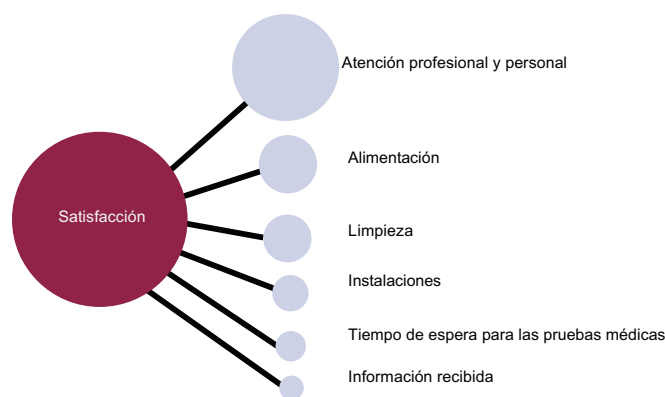 Atención profesional y personal
Alimentación
Satisfacción
Limpieza
Instalaciones
Tiempo de espera para las pruebas médicas
Información recibida